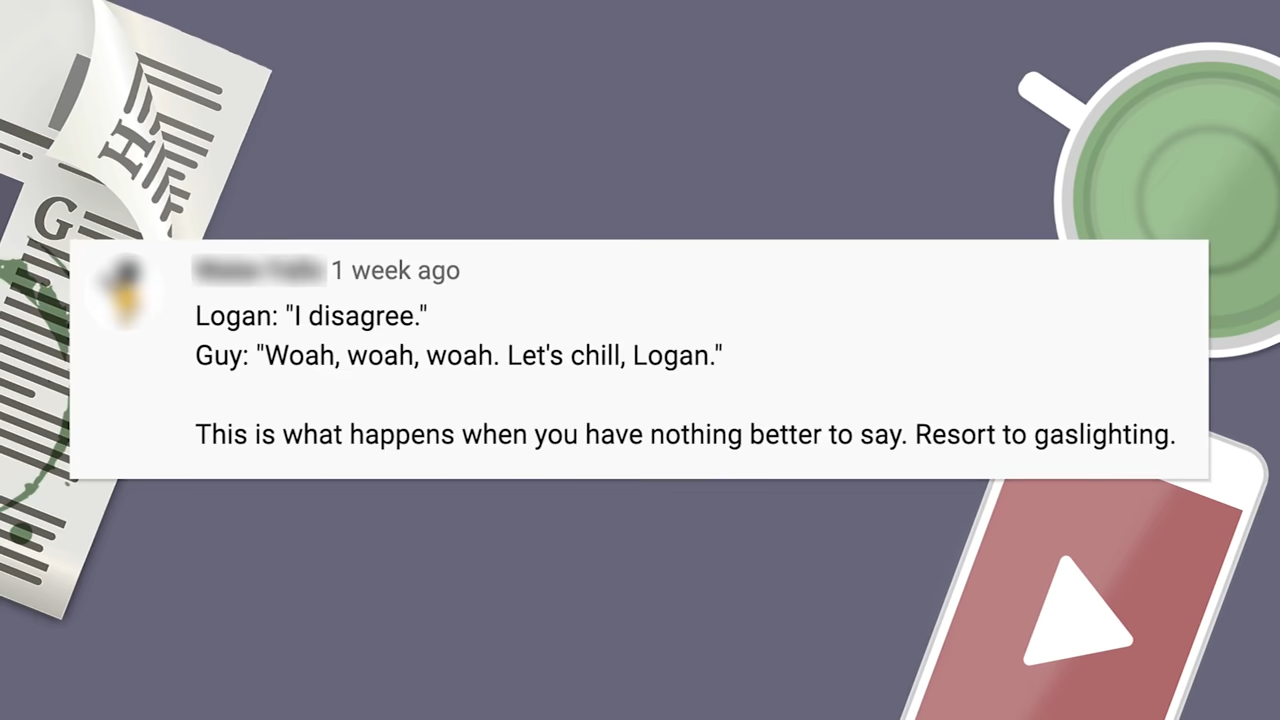 H
G
1 week ago
Logan: "I disagree."
Guy: "Woah, woah, woah. Let's chill, Logan."
This is what happens when you have nothing better to say. Resort to gaslighting.